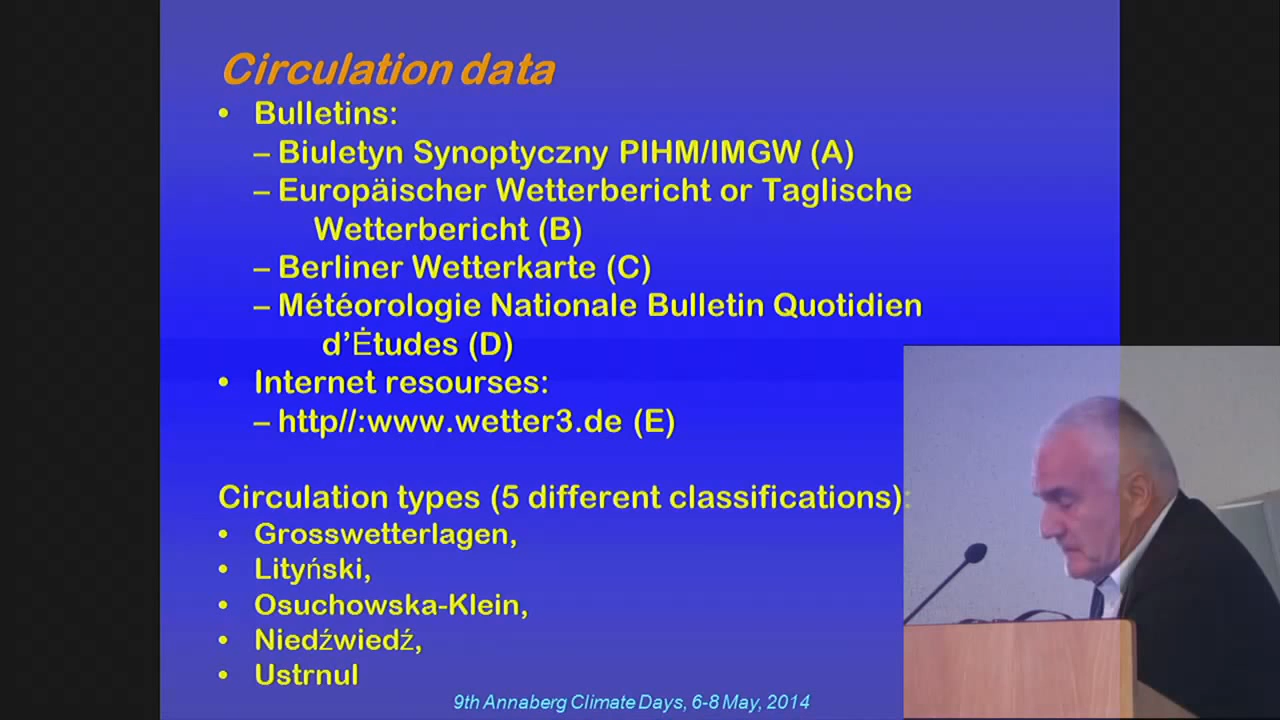 Circulation data
• Bulletins:
– Biuletyn Synoptyczny PIHM/IMGW (A)
– Europäischer Wetterbericht or Taglische
Wetterbericht (B)
– Berliner Wetterkarte (C)
– Météorologie Nationale Bulletin Quotidien
d’Ėtudes (D)
• Internet resourses:
– http//:www.wetter3.de (E)
Circulation types (5 different classifications):
• Grosswetterlagen,
• Lityński,
• Osuchowska-Klein,
• Niedźwiedź,
• Ustrnul
9th Annaberg Climate Days, 6-8 May, 2014